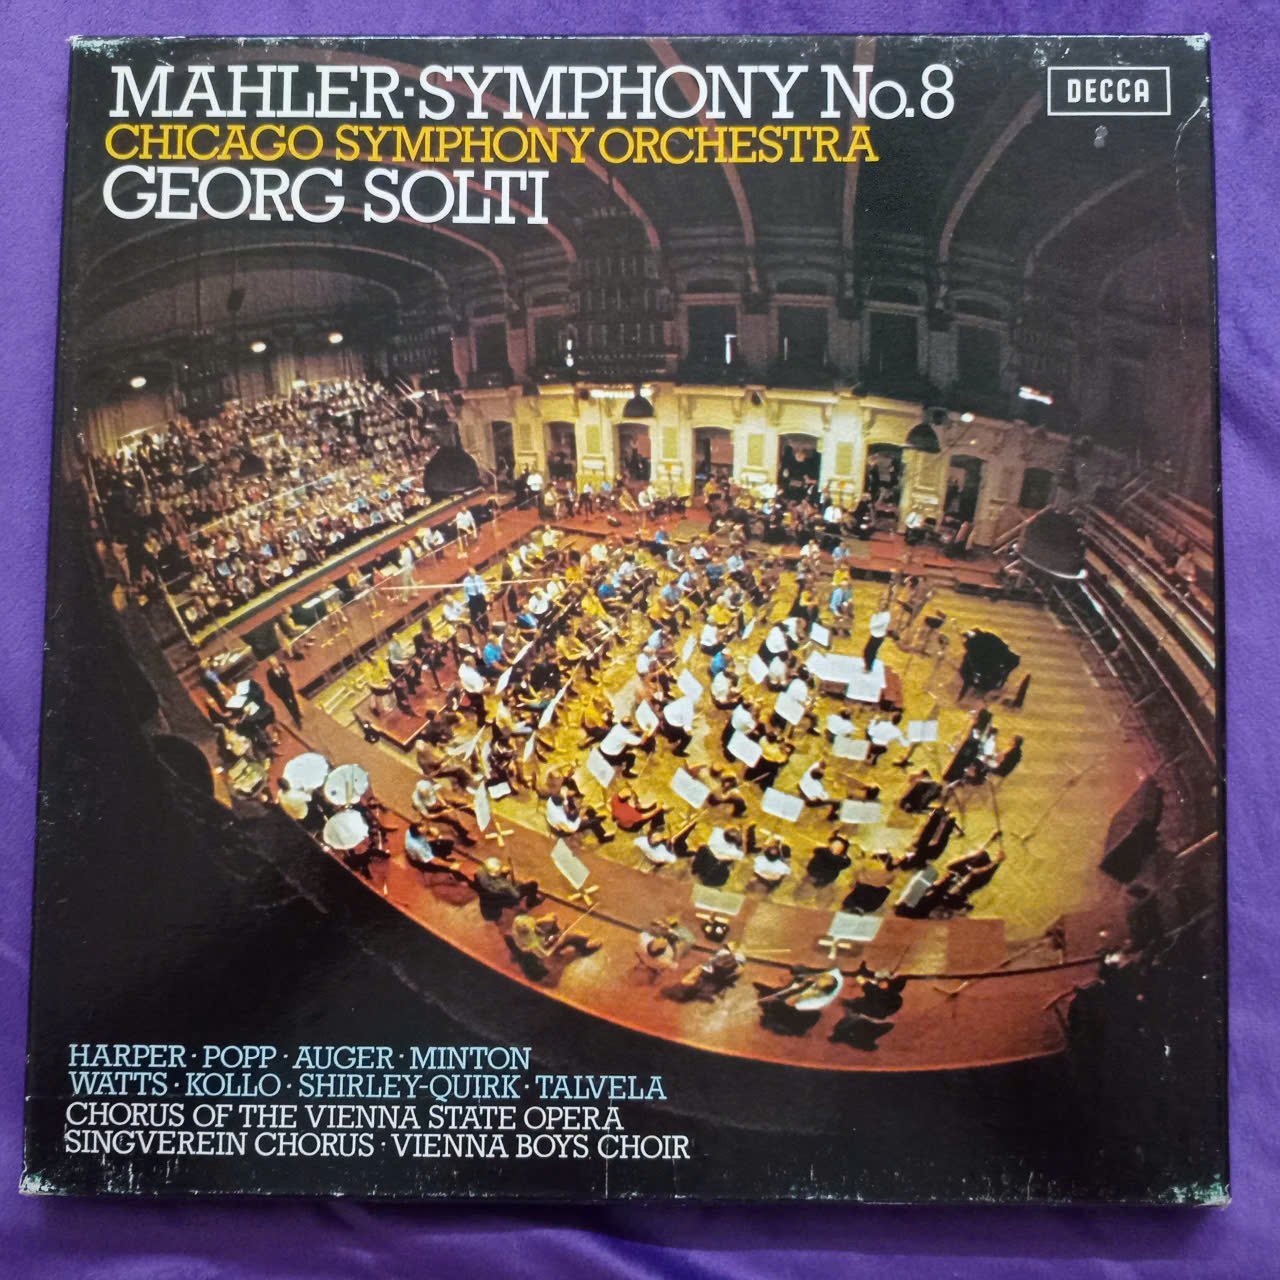 MAHLER·SYMPHONY No.8
DECCA
CHICAGO SYMPHONY ORCHESTRA
GEORG SOLTI
HARPER · POPP · AUGER · MINTON
WATTS · KOLLO · SHIRLEY-QUIRK · TALVELA
CHORUS OF THE VIENNA STATE OPERA
SINGVEREIN CHORUS · VIENNA BOYS CHOIR